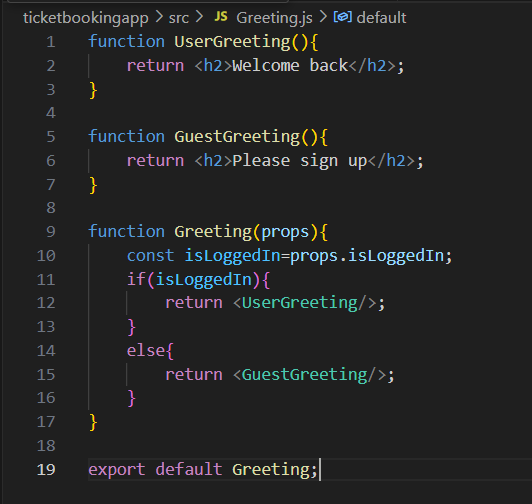 ticketbookingapp > src > JS Greeting.js > default
1 function UserGreeting(){
2     return <h2>Welcome back</h2>;
3 }
4
5 function GuestGreeting(){
6     return <h2>Please sign up</h2>;
7 }
8
9 function Greeting(props){
10     const isLoggedIn=props.isLoggedIn;
11     if(isLoggedIn){
12         return <UserGreeting/>;
13     }
14     else{
15         return <GuestGreeting/>;
16     }
17 }
18
19 export default Greeting;